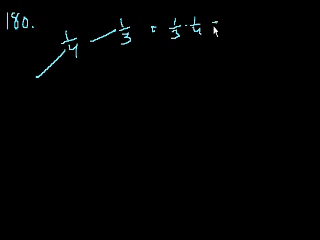 180.
1/4 1/3 = 1/3 · 1/4 =